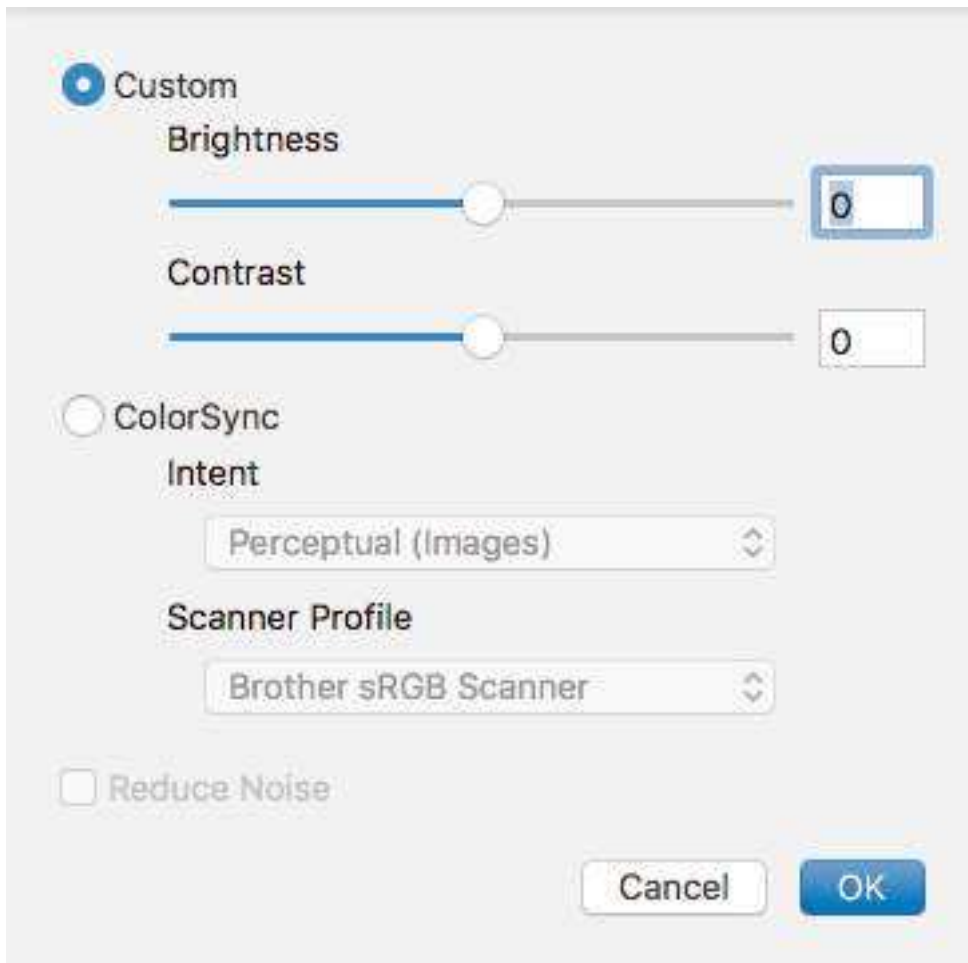 Custom
Brightness
0
Contrast
0
ColorSync
Intent
Perceptual (Images)
Scanner Profile
Brother sRGB Scanner
Reduce Noise
Cancel OK